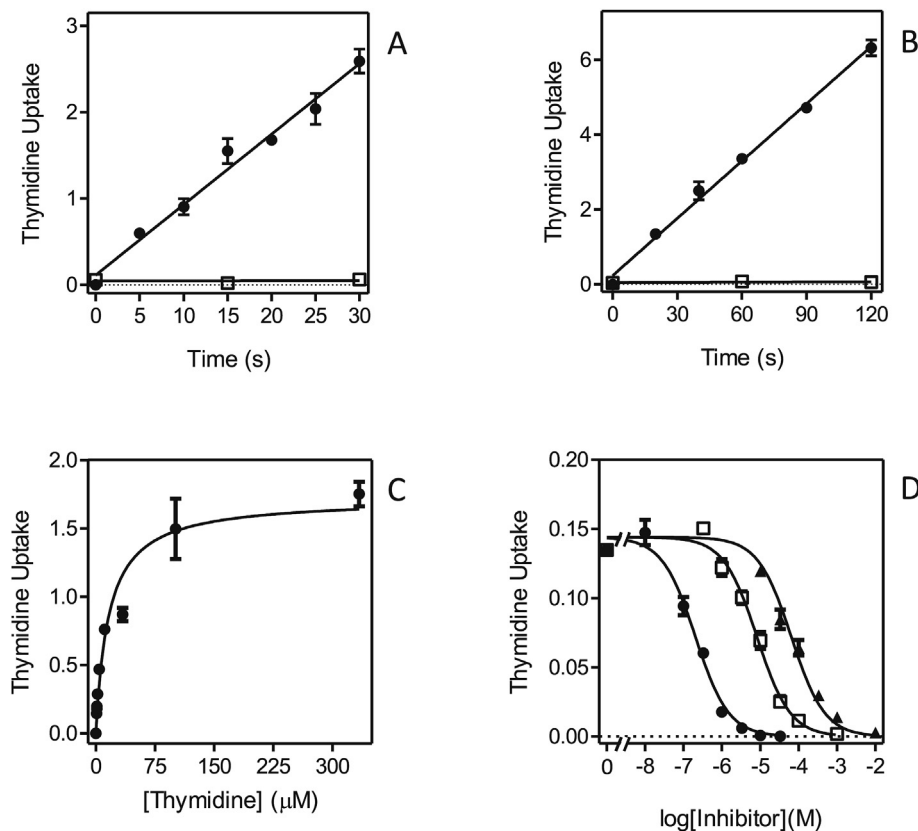 A
Thymidine Uptake
3
2
1
0
0 5 10 15 20 25 30
Time (s)
B
Thymidine Uptake
6
4
2
0
0 30 60 90 120
Time (s)
C
Thymidine Uptake
2.0
1.5
1.0
0.5
0.0
0 75 150 225 300
[Thymidine] (μM)
D
Thymidine Uptake
0.20
0.15
0.10
0.05
0.00
0 -8 -7 -6 -5 -4 -3 -2
log[Inhibitor](M)